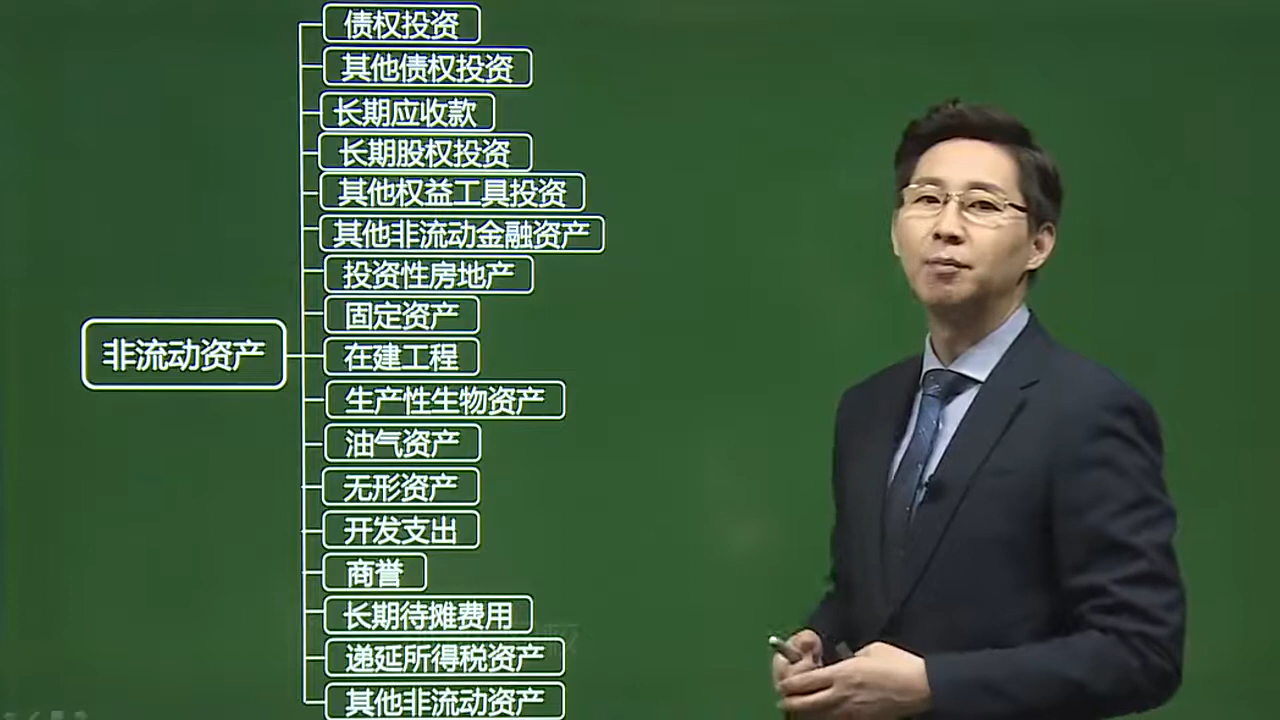 债权投资
其他债权投资
长期应收款
长期股权投资
其他权益工具投资
其他非流动金融资产
投资性房地产
固定资产
非流动资产
在建工程
生产性生物资产
油气资产
无形资产
开发支出
商誉
长期待摊费用
递延所得税资产
其他非流动资产